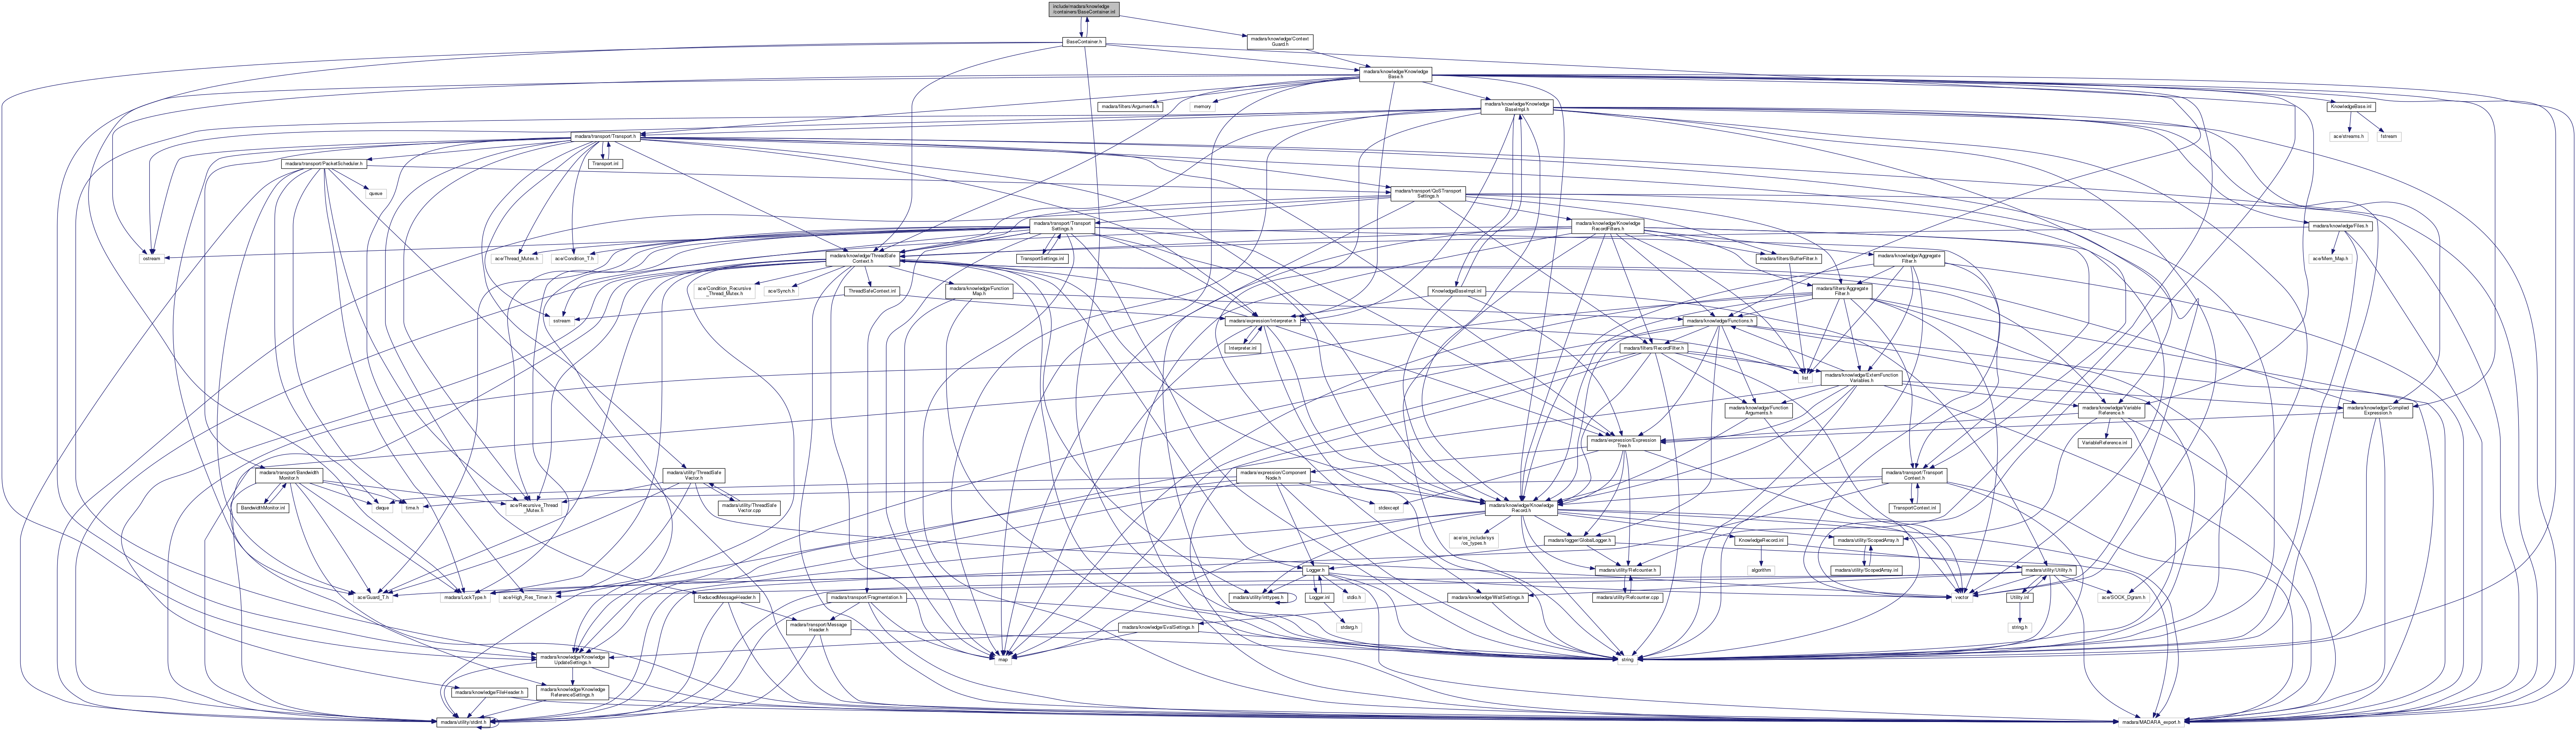 include/madara/knowledge
/containers/BaseContainer.inl
BaseContainer.h
madara/knowledge/Context
Guard.h
madara/knowledge/Knowledge
Base.h
madara/filters/Arguments.h
memory
madara/knowledge/Knowledge
BaseImpl.h
KnowledgeBase.inl
madara/transport/Transport.h
ace/streams.h
fstream
madara/transport/PacketScheduler.h
Transport.inl
queue
madara/transport/QoSTransport
Settings.h
madara/transport/Transport
Settings.h
madara/knowledge/Knowledge
RecordFilters.h
madara/knowledge/Files.h
ostream
ace/Thread_Mutex.h
ace/Condition_T.h
madara/knowledge/ThreadSafe
Context.h
TransportSettings.inl
madara/filters/BufferFilter.h
madara/knowledge/Aggregate
Filter.h
ace/Mem_Map.h
ace/Condition_Recursive
_Thread_Mutex.h
ace/Synch.h
ThreadSafeContext.inl
madara/knowledge/Function
Map.h
KnowledgeBaseImpl.inl
madara/filters/Aggregate
Filter.h
sstream
madara/expression/Interpreter.h
madara/knowledge/Functions.h
Interpreter.inl
madara/filters/RecordFilter.h
list
madara/knowledge/ExternFunction
Variables.h
madara/knowledge/Function
Arguments.h
madara/knowledge/Variable
Reference.h
madara/knowledge/Compiled
Expression.h
madara/expression/Expression
Tree.h
VariableReference.inl
madara/transport/Bandwidth
Monitor.h
madara/utility/ThreadSafe
Vector.h
madara/expression/Component
Node.h
madara/transport/Transport
Context.h
BandwidthMonitor.inl
deque
time.h
ace/Recursive_Thread
_Mutex.h
madara/utility/ThreadSafe
Vector.cpp
stdexcept
madara/knowledge/Knowledge
Record.h
TransportContext.inl
ace/os_include/sys
/os_types.h
madara/logger/GlobalLogger.h
KnowledgeRecord.inl
madara/utility/ScopedArray.h
Logger.h
madara/utility/Refcounter.h
algorithm
madara/utility/ScopedArray.inl
madara/utility/Utility.h
ace/Guard_T.h
madara/LockType.h
ace/High_Res_Timer.h
ReducedMessageHeader.h
madara/transport/Fragmentation.h
madara/utility/inttypes.h
Logger.inl
stdio.h
madara/knowledge/WaitSettings.h
madara/utility/Refcounter.cpp
vector
Utility.inl
ace/SOCK_Dgram.h
madara/transport/Message
Header.h
madara/knowledge/EvalSettings.h
stdarg.h
string.h
madara/knowledge/Knowledge
UpdateSettings.h
map
string
madara/knowledge/FileHeader.h
madara/knowledge/Knowledge
ReferenceSettings.h
madara/utility/stdint.h
madara/MADARA_export.h